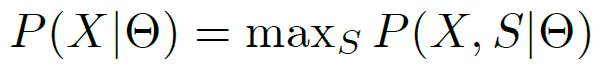 P(X|Θ) = max_S P(X, S|Θ)